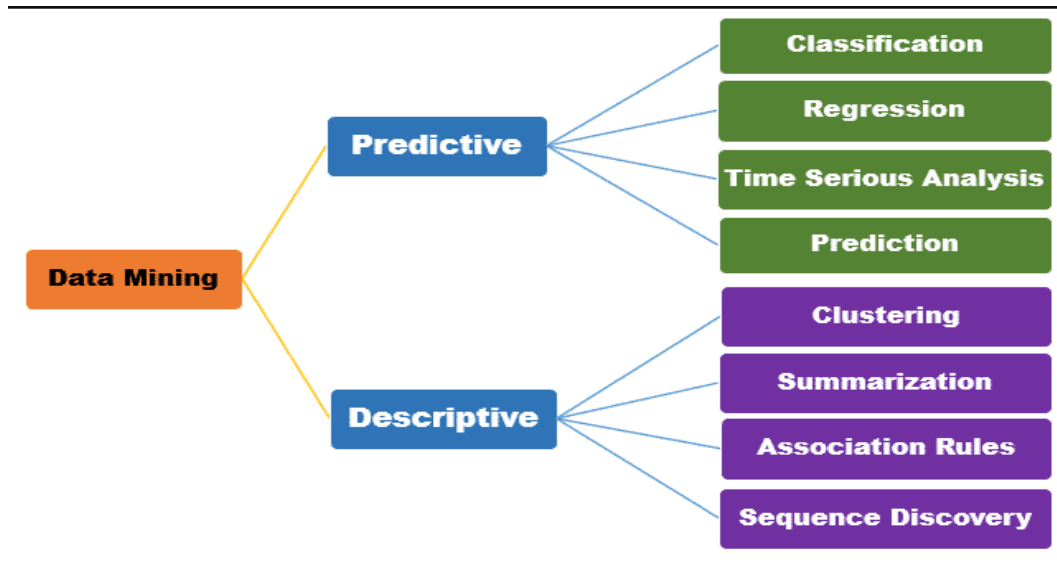 Data Mining
Predictive
Classification
Regression
Time Serious Analysis
Prediction
Descriptive
Clustering
Summarization
Association Rules
Sequence Discovery